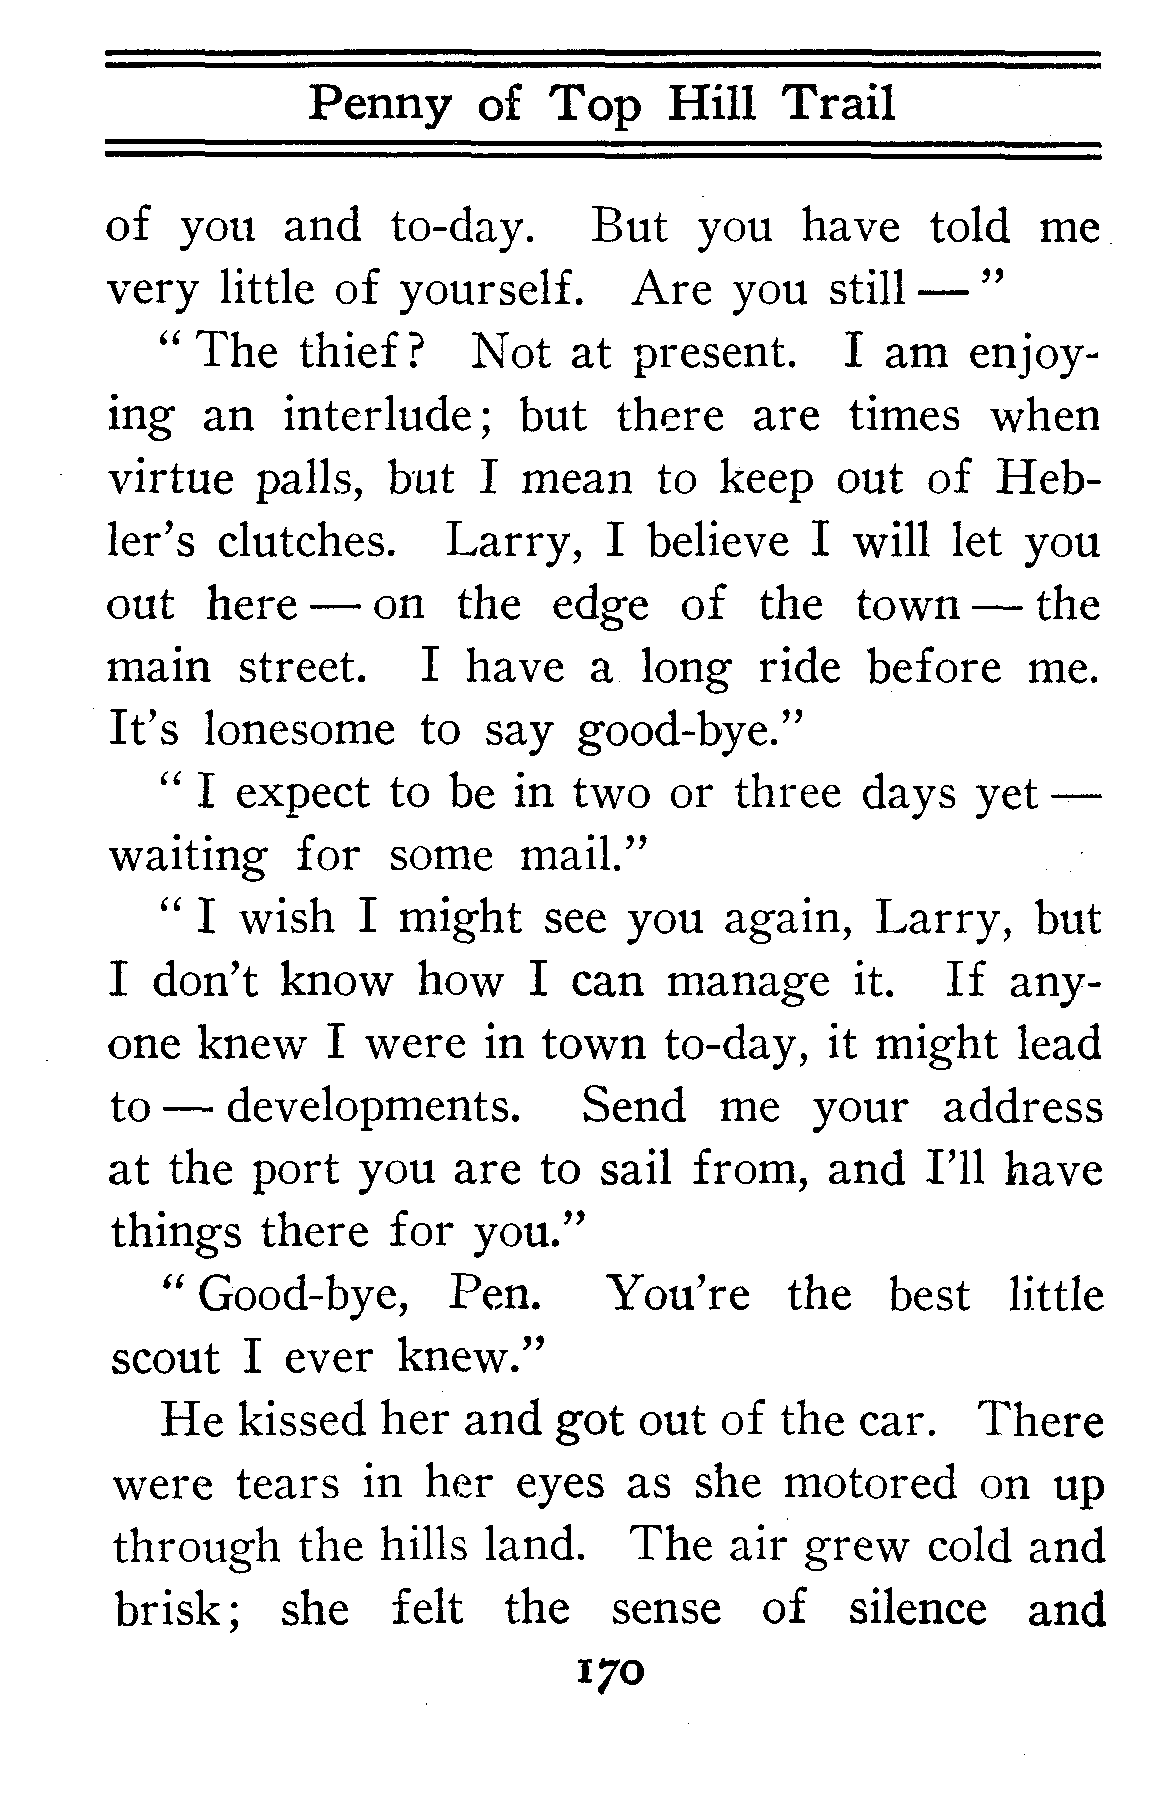 Penny of Top Hill Trail
of you and to-day. But you have told me
very little of yourself. Are you still — ”
“ The thief? Not at present. I am enjoy-
ing an interlude; but there are times when
virtue palls, but I mean to keep out of Heb-
ler’s clutches. Larry, I believe I will let you
out here — on the edge of the town — the
main street. I have a long ride before me.
It’s lonesome to say good-bye.”
“ I expect to be in two or three days yet —
waiting for some mail.”
“ I wish I might see you again, Larry, but
I don’t know how I can manage it. If any-
one knew I were in town to-day, it might lead
to — developments. Send me your address
at the port you are to sail from, and I’ll have
things there for you.”
“ Good-bye, Pen. You’re the best little
scout I ever knew.”
He kissed her and got out of the car. There
were tears in her eyes as she motored on up
through the hills land. The air grew cold and
brisk; she felt the sense of silence and
170